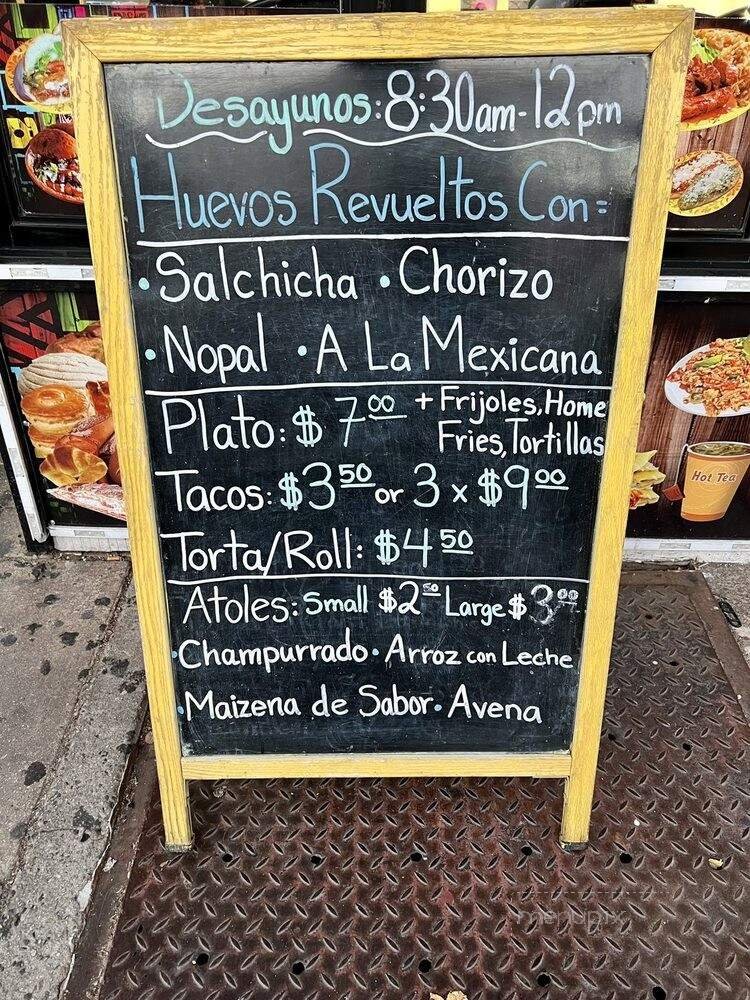 Desayunos: 8:30am-12pm
Huevos Revueltos Con:
• Salchicha • Chorizo
• Nopal • A La Mexicana
Plato: $ 7.00 + Frijoles, Home
Fries, Tortillas
Tacos: $3.50 or 3 x $9.00
Torta/Roll: $4.50
Atoles: Small $2.50 Large $3.00
• Champurrado • Arroz con Leche
• Maizena de Sabor • Avena
Hot Tea
menupix